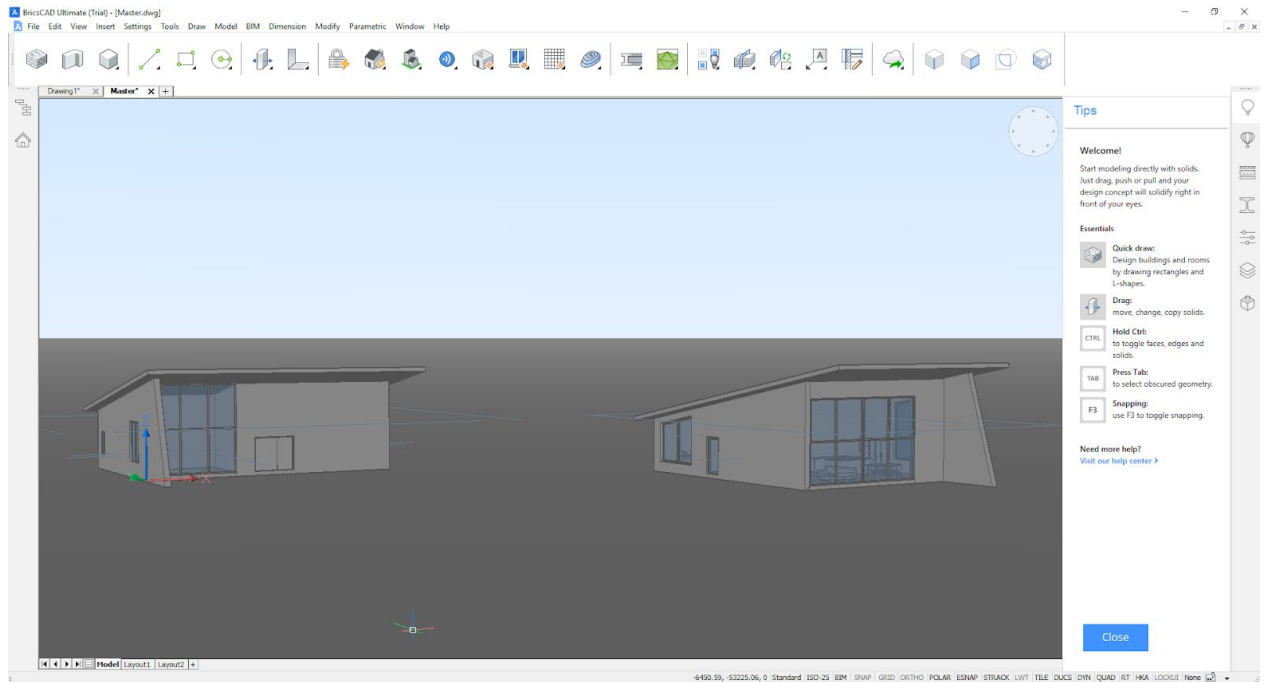 BricsCAD Ultimate (Trial) - [Master.dwg]
File Edit View Insert Settings Tools Draw Model BIM Dimension Modify Parametric Window Help
Drawing1* Master*
Tips
Welcome!
Start modeling directly with solids.
Just drag, push or pull and your
design concept will solidify right in
front of your eyes.
Essentials
Quick draw:
Design buildings and rooms
by drawing rectangles and
L-shapes.
Drag:
move, change, copy solids.
CTRL
Hold Ctrl:
to toggle faces, edges and
solids.
TAB
Press Tab:
to select obscured geometry.
F3
Snapping:
use F3 to toggle snapping.
Need more help?
Visit our help center >
Z
X
Close
Model Layout1 Layout2 +
: -6450.59, -53225.06, 0 Standard ISO-25 BIM SNAP GRID ORTHO POLAR ESNAP STRACK LWT TILE DUCS DYN QUAD RT HKA LOCKUI None